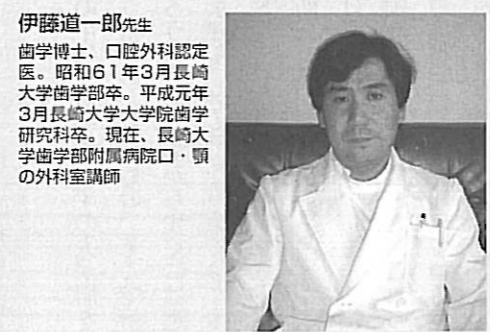 伊藤道一郎先生
歯学博士、口腔外科認定
医。昭和61年3月長崎
大学歯学部卒。平成元年
3月長崎大学大学院歯学
研究科卒。現在、長崎大
学歯学部附属病院口・顎
の外科室講師